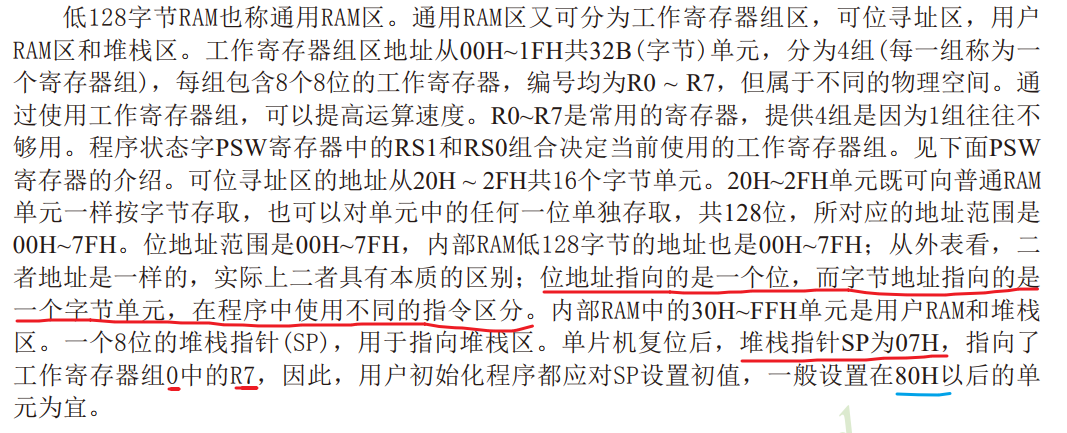 低128字节RAM也称通用RAM区。通用RAM区又可分为工作寄存器组区，可位寻址区，用户
RAM区和堆栈区。工作寄存器组区地址从00H~1FH共32B(字节)单元，分为4组(每一组称为一
个寄存器组)，每组包含8个8位的工作寄存器，编号均为R0 ~ R7，但属于不同的物理空间。通
过使用工作寄存器组，可以提高运算速度。R0~R7是常用的寄存器，提供4组是因为1组往往不
够用。程序状态字PSW寄存器中的RS1和RS0组合决定当前使用的工作寄存器组。见下面PSW
寄存器的介绍。可位寻址区的地址从20H ~ 2FH共16个字节单元。20H~2FH单元既可向普通RAM
单元一样按字节存取，也可以对单元中的任何一位单独存取，共128位，所对应的地址范围是
00H~7FH。位地址范围是00H~7FH，内部RAM低128字节的地址也是00H~7FH；从外表看，二
者地址是一样的，实际上二者具有本质的区别；位地址指向的是一个位，而字节地址指向的是
一个字节单元，在程序中使用不同的指令区分。内部RAM中的30H~FFH单元是用户RAM和堆栈
区。一个8位的堆栈指针(SP)，用于指向堆栈区。单片机复位后，堆栈指针SP为07H，指向了
工作寄存器组0中的R7，因此，用户初始化程序都应对SP设置初值，一般设置在80H以后的单
元为宜。